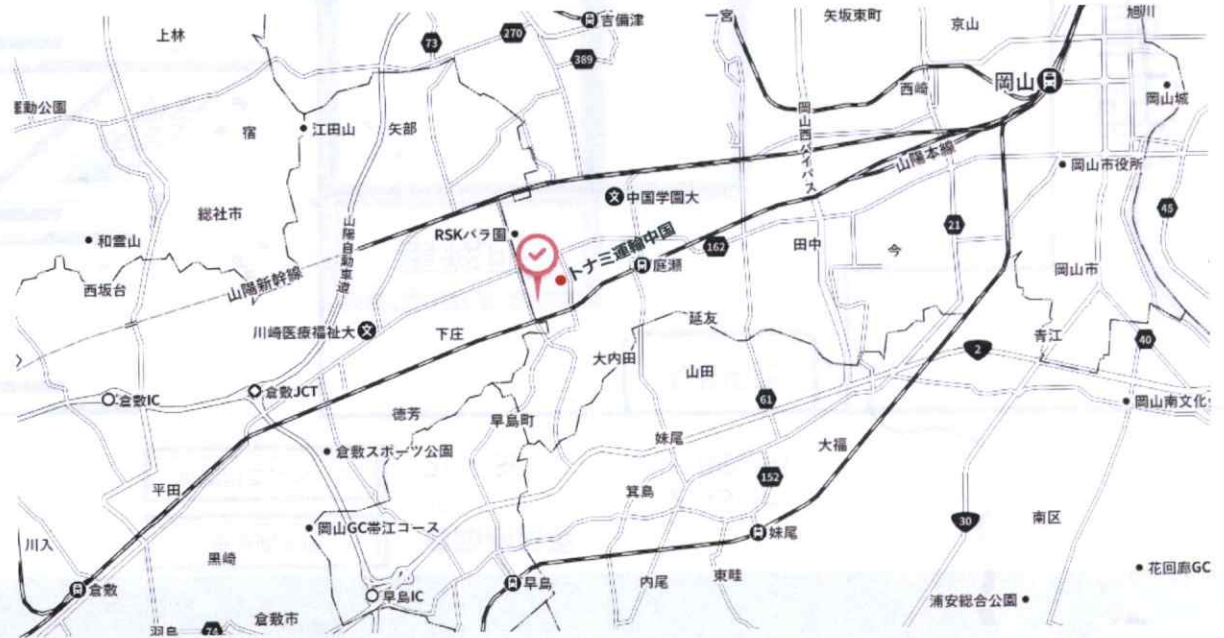 上林
73
270
吉備津
389
一宮
矢坂東町
京山
旭川
運動公園
宿
江田山
矢部
岡山西バイパス
西崎
岡山
岡山城
山陽本線
岡山市役所
総社市
山陽自動車道
中国学園大
和霊山
RSKバラ園
トナミ運輸中国
162
庭瀬
田中
今
21
45
岡山市
西坂台
山陽新幹線
川崎医療福祉大
下庄
延友
大内田
山田
2
青江
40
倉敷IC
倉敷JCT
徳芳
早島町
61
岡山南文化
倉敷スポーツ公園
妹尾
大福
平田
箕島
152
岡山GC帯江コース
30
南区
川入
黒崎
妹尾
倉敷
早島IC
早島
内尾
東畦
花回廊GC
浦安総合公園
倉敷市
74